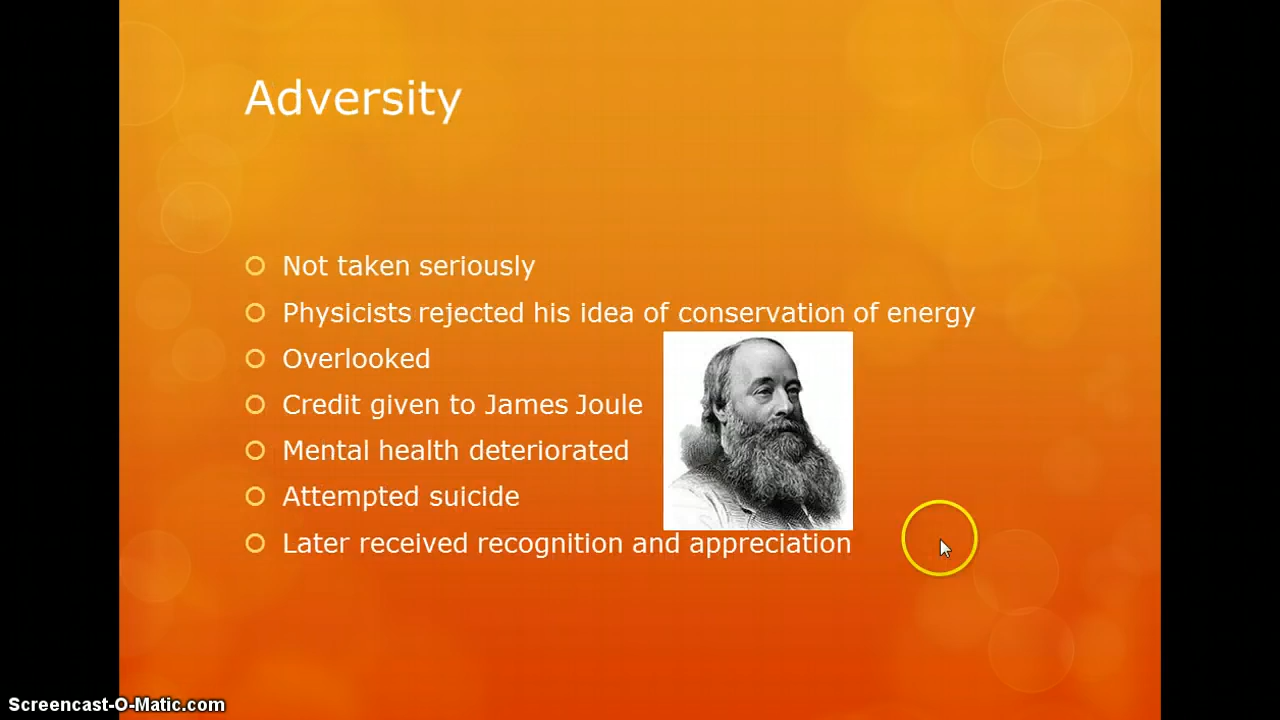 Adversity
Not taken seriously
Physicists rejected his idea of conservation of energy
Overlooked
Credit given to James Joule
Mental health deteriorated
Attempted suicide
Later received recognition and appreciation
Screencast-O-Matic.com